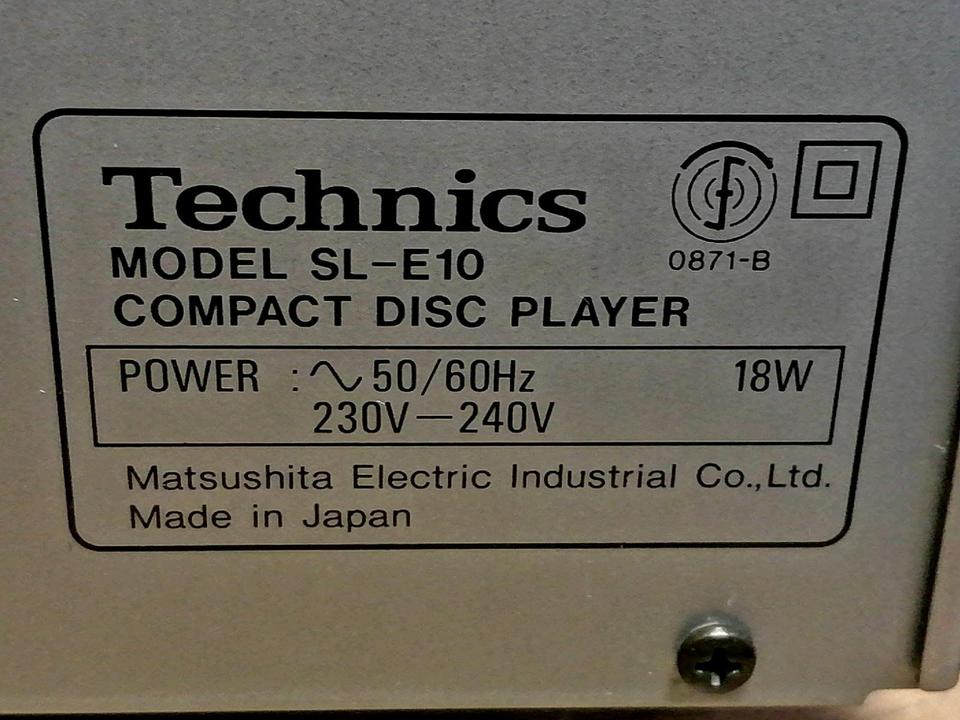 Technics
0871-B
MODEL SL-E10
COMPACT DISC PLAYER
POWER : ∿ 50/60Hz 18W
230V—240V
Matsushita Electric Industrial Co.,Ltd.
Made in Japan